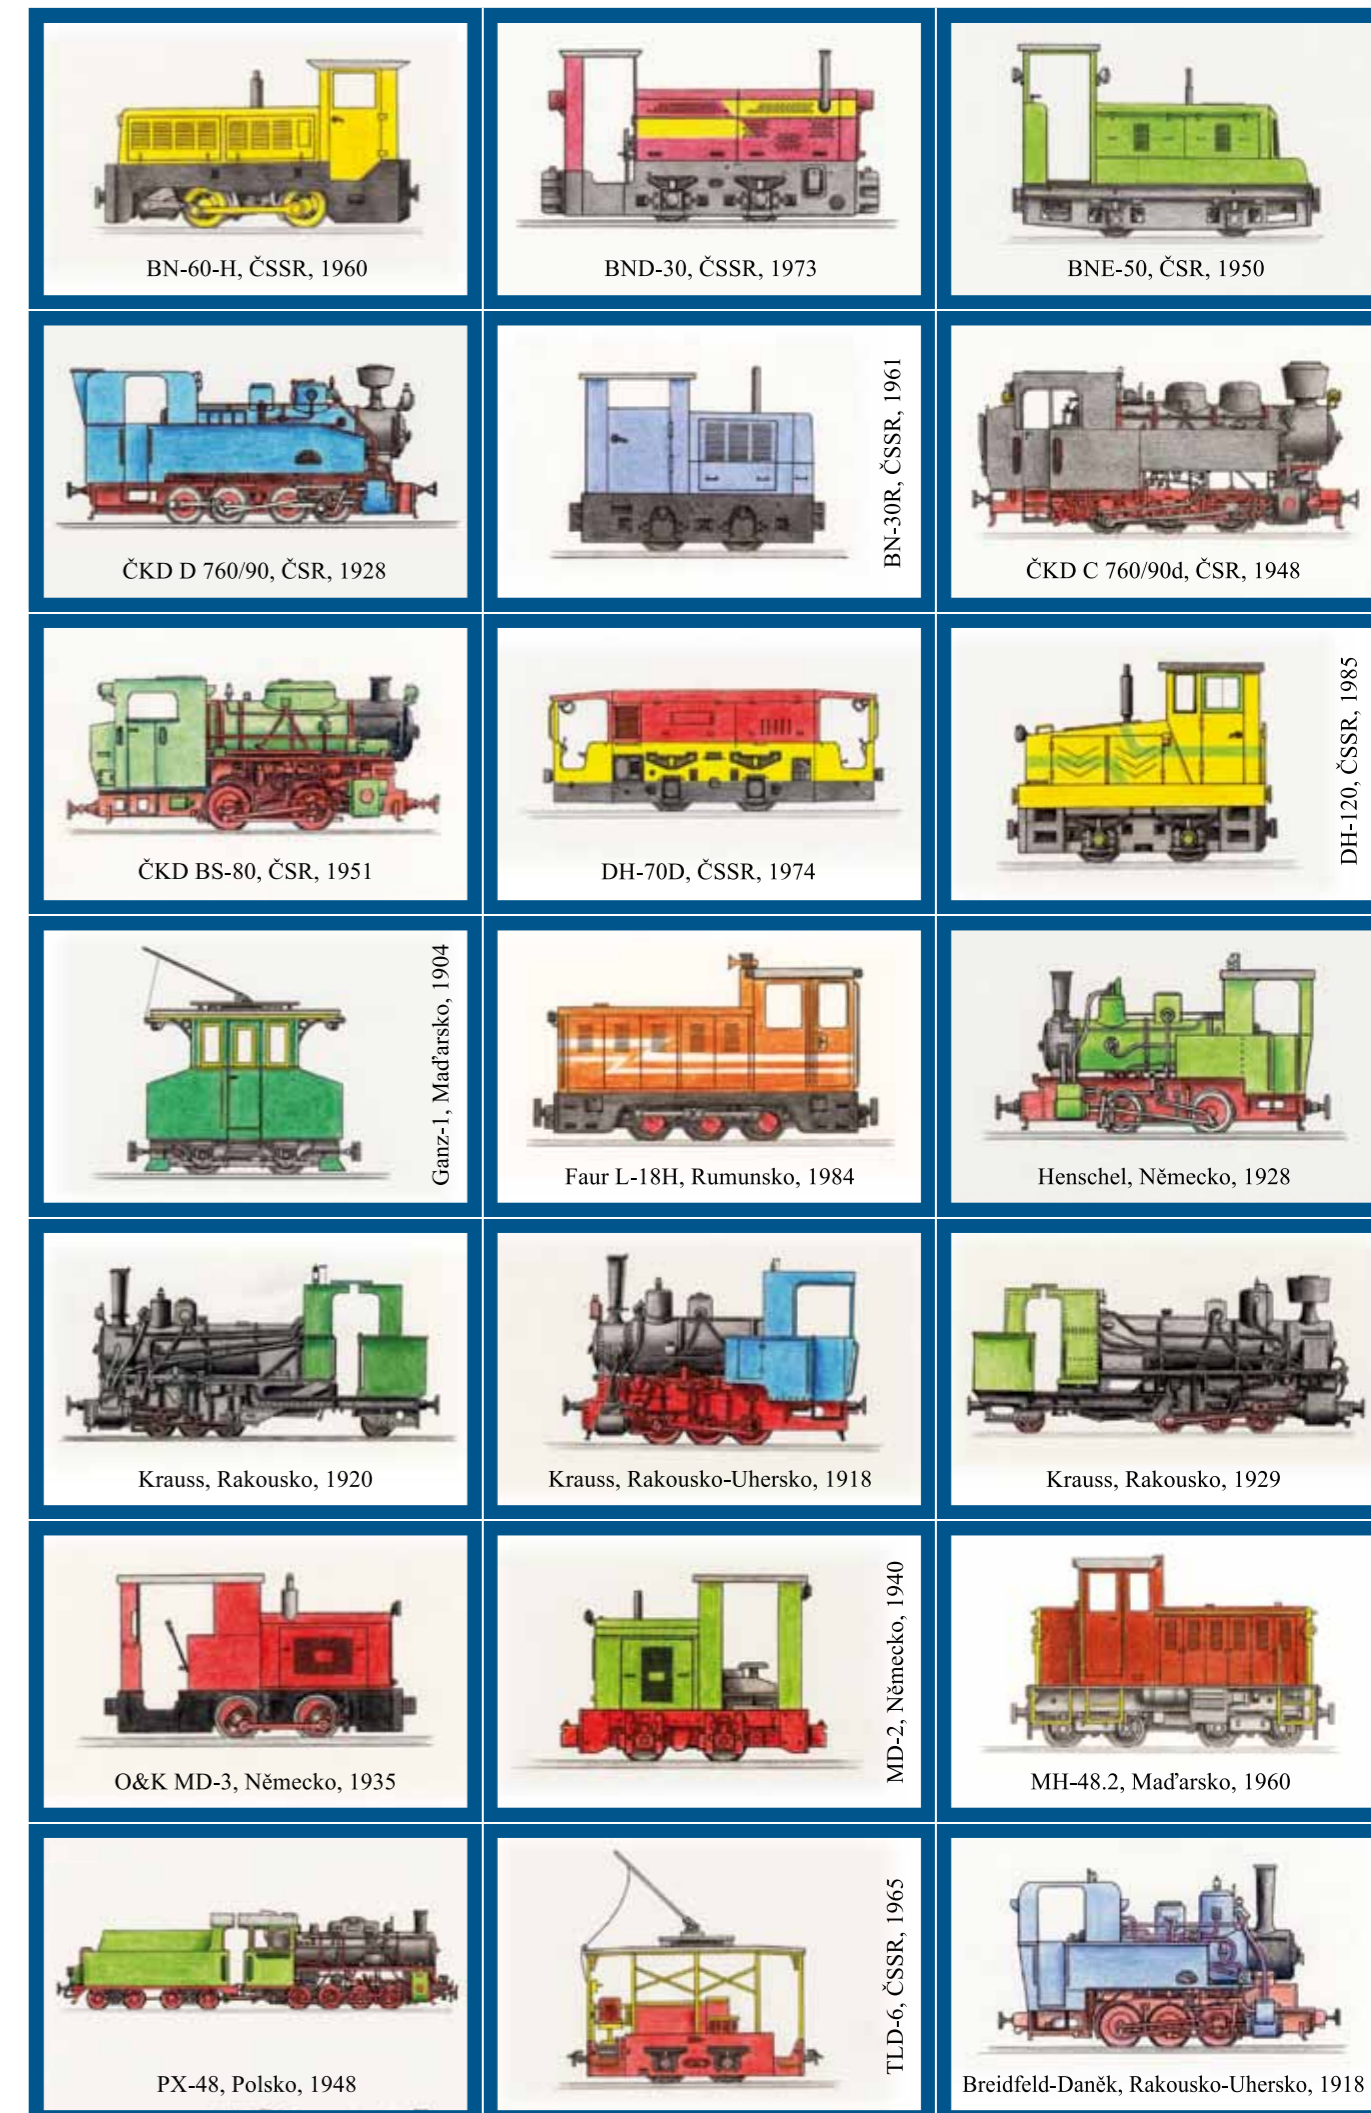 BN-60-H, ČSSR, 1960
BND-30, ČSSR, 1973
BNE-50, ČSR, 1950
ČKD D 760/90, ČSR, 1928
BN-30R, ČSSR, 1961
ČKD C 760/90d, ČSR, 1948
ČKD BS-80, ČSR, 1951
DH-70D, ČSSR, 1974
DH-120, ČSSR, 1985
Ganz-1, Maďarsko, 1904
Faur L-18H, Rumunsko, 1984
Henschel, Německo, 1928
Krauss, Rakousko, 1920
Krauss, Rakousko-Uhersko, 1918
Krauss, Rakousko, 1929
O&K MD-3, Německo, 1935
MD-2, Německo, 1940
MH-48.2, Maďarsko, 1960
PX-48, Polsko, 1948
TLD-6, ČSSR, 1965
Breidfeld-Daněk, Rakousko-Uhersko, 1918